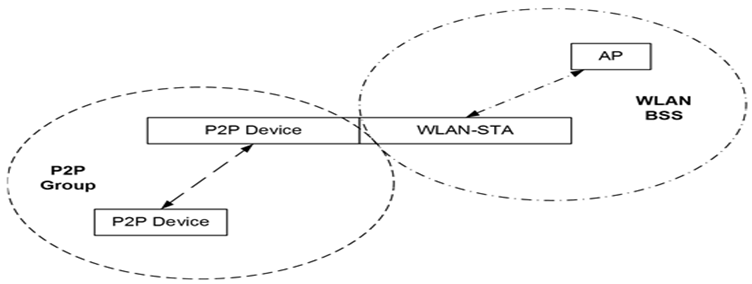 AP
WLAN
BSS
P2P Device
WLAN-STA
P2P
Group
P2P Device